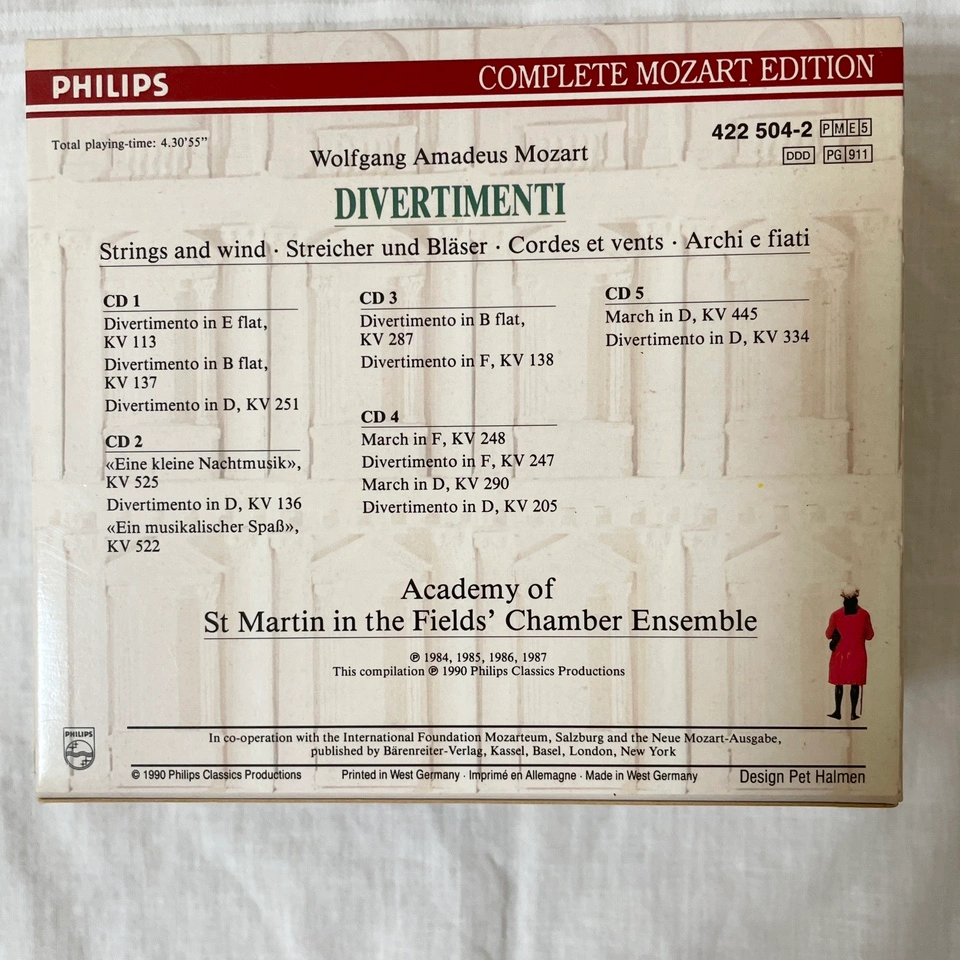 PHILIPS
COMPLETE MOZART EDITION
Total playing-time: 4.30'55"
422 504-2 PME5
DDD PG 911
Wolfgang Amadeus Mozart
DIVERTIMENTI
Strings and wind · Streicher und Bläser · Cordes et vents · Archi e fiati
CD 1
Divertimento in E flat,
KV 113
Divertimento in B flat,
KV 137
Divertimento in D, KV 251
CD 2
«Eine kleine Nachtmusik»,
KV 525
Divertimento in D, KV 136
«Ein musikalischer Spaß»,
KV 522
CD 3
Divertimento in B flat,
KV 287
Divertimento in F, KV 138
CD 4
March in F, KV 248
Divertimento in F, KV 247
March in D, KV 290
Divertimento in D, KV 205
CD 5
March in D, KV 445
Divertimento in D, KV 334
Academy of
St Martin in the Fields' Chamber Ensemble
℗ 1984, 1985, 1986, 1987
This compilation ℗ 1990 Philips Classics Productions
PHILIPS
In co-operation with the International Foundation Mozarteum, Salzburg and the Neue Mozart-Ausgabe,
published by Bärenreiter-Verlag, Kassel, Basel, London, New York
© 1990 Philips Classics Productions
Printed in West Germany · Imprimé en Allemagne · Made in West Germany
Design Pet Halmen